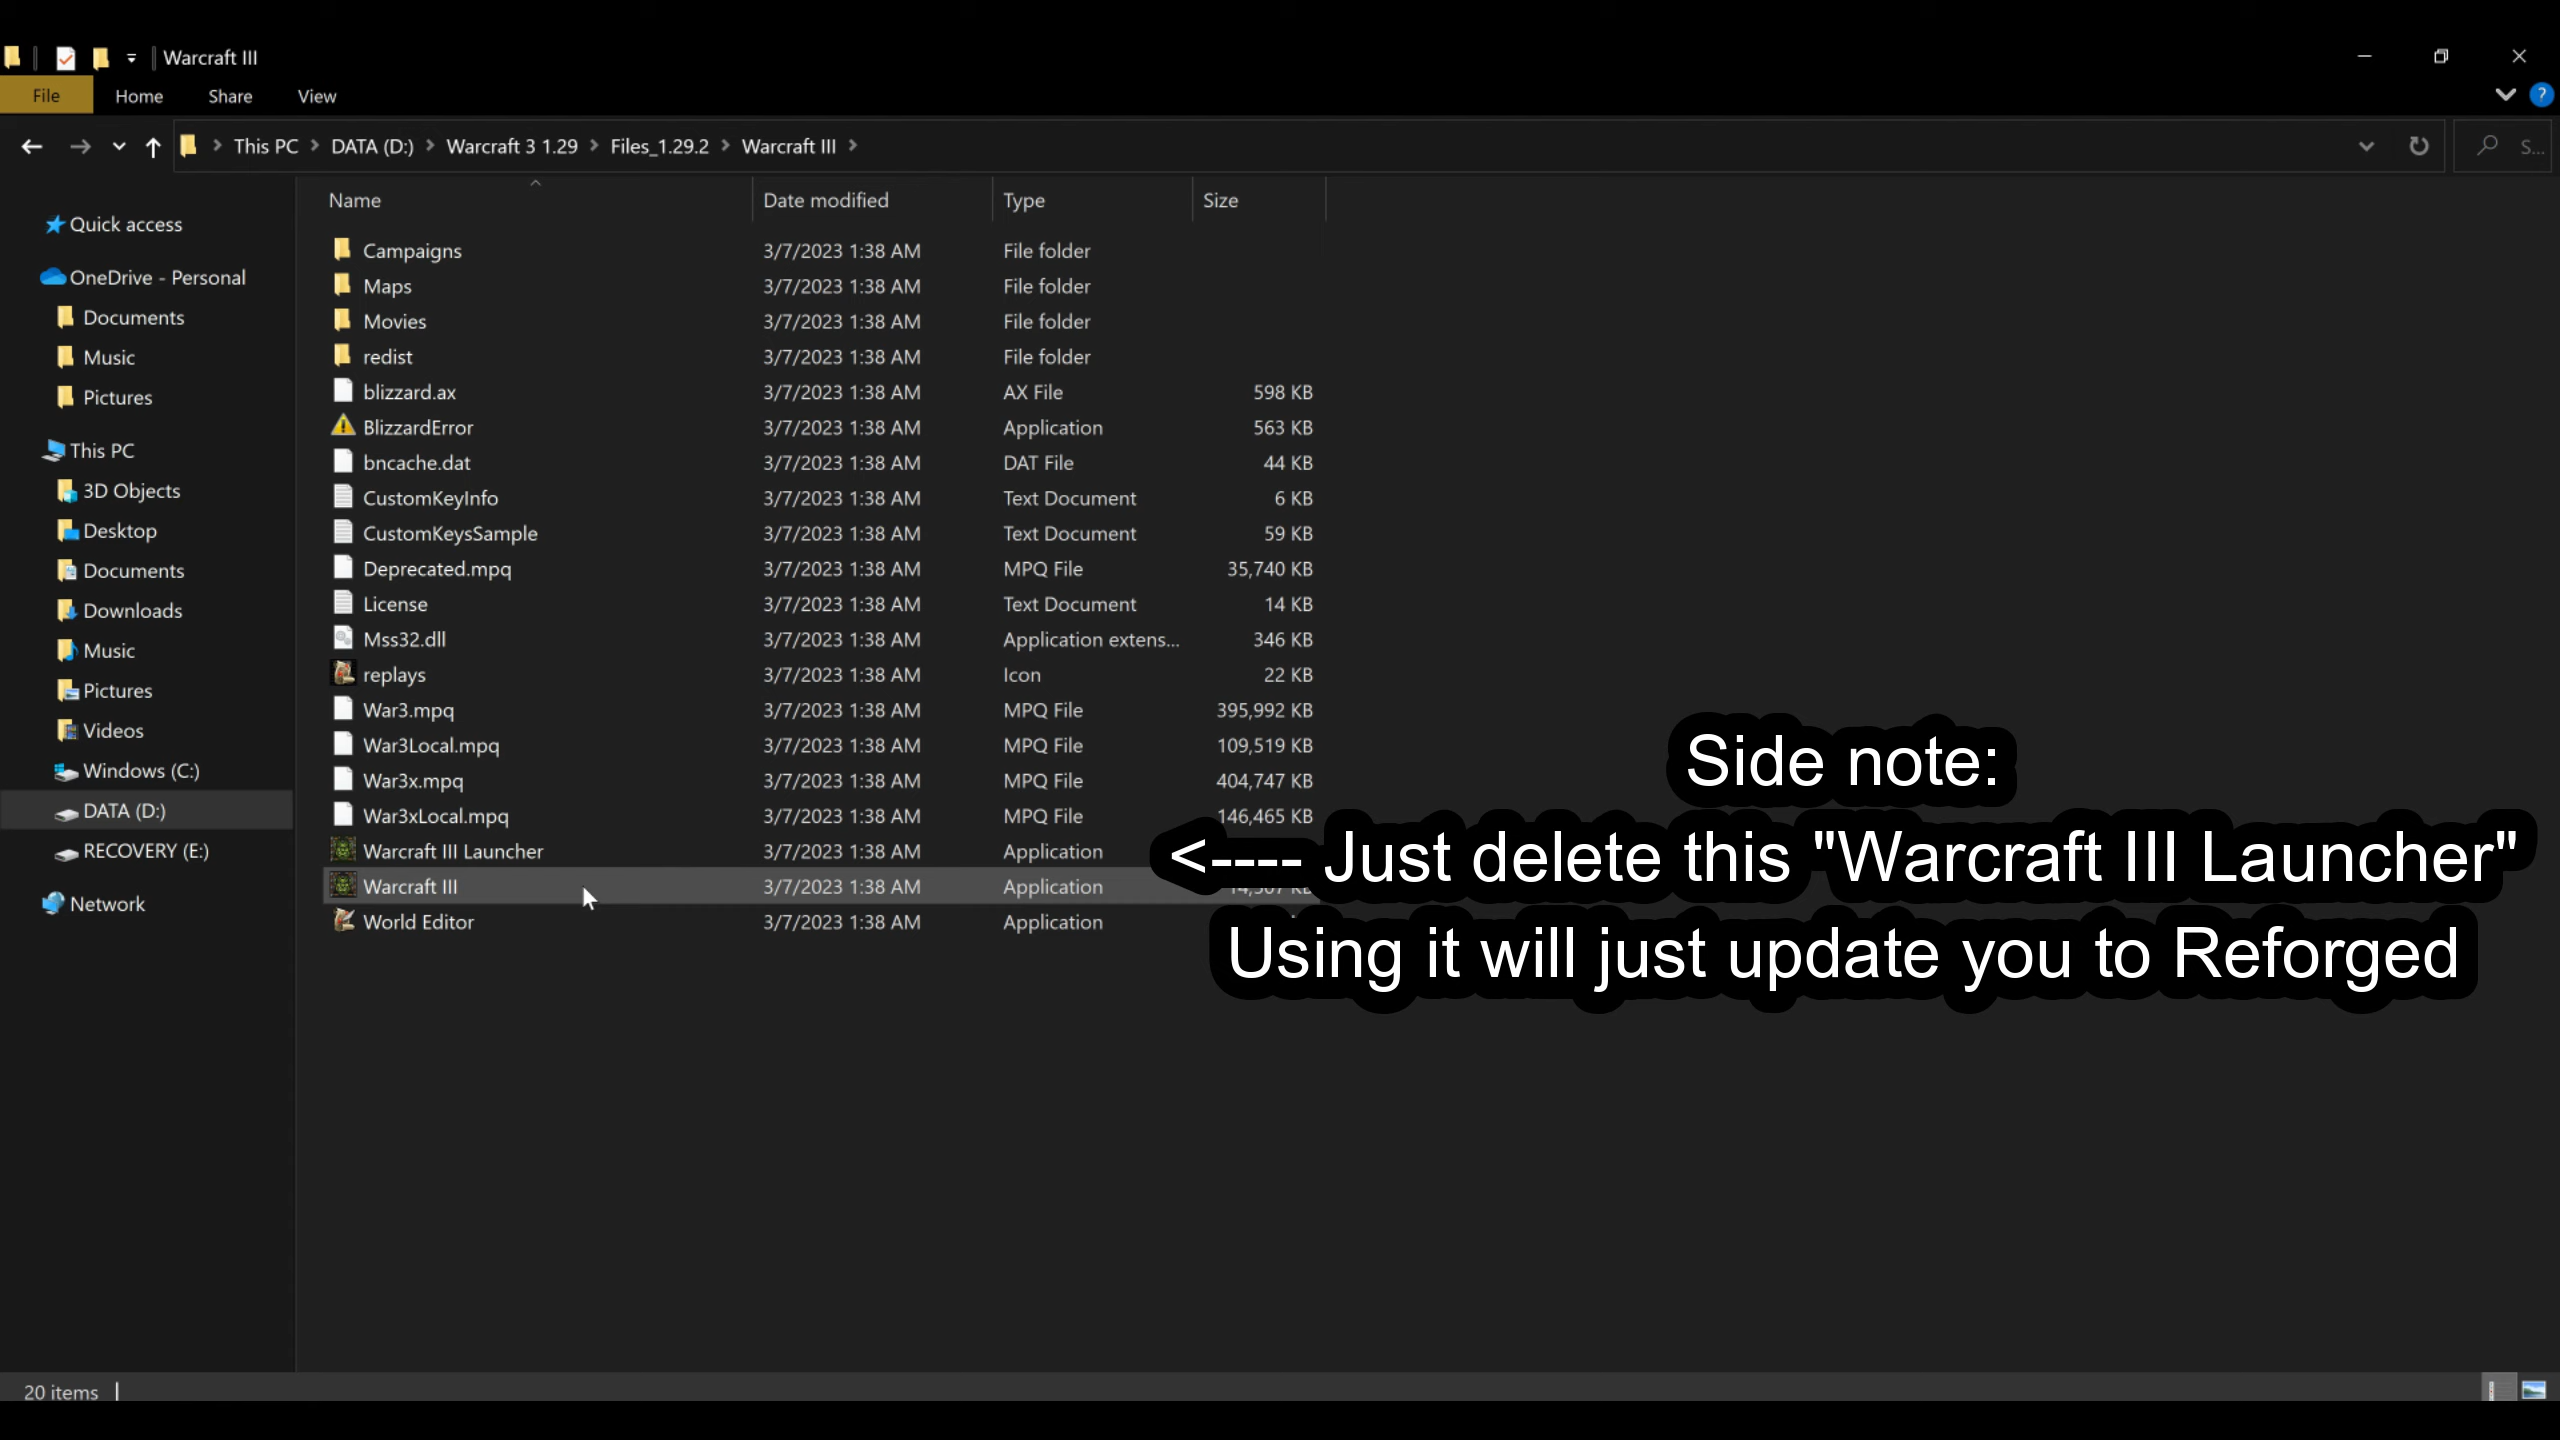 Warcraft III
File Home Share View
This PC DATA (D:) Warcraft 3 1.29 Files_1.29.2 Warcraft III S...
Name Date modified Type Size
Quick access
OneDrive - Personal
Documents
Music
Pictures
This PC
3D Objects
Desktop
Documents
Downloads
Music
Pictures
Videos
Windows (C:)
DATA (D:)
RECOVERY (E:)
Network
Campaigns 3/7/2023 1:38 AM File folder
Maps 3/7/2023 1:38 AM File folder
Movies 3/7/2023 1:38 AM File folder
redist 3/7/2023 1:38 AM File folder
blizzard.ax 3/7/2023 1:38 AM AX File 598 KB
BlizzardError 3/7/2023 1:38 AM Application 563 KB
bncache.dat 3/7/2023 1:38 AM DAT File 44 KB
CustomKeyInfo 3/7/2023 1:38 AM Text Document 6 KB
CustomKeysSample 3/7/2023 1:38 AM Text Document 59 KB
Deprecated.mpq 3/7/2023 1:38 AM MPQ File 35,740 KB
License 3/7/2023 1:38 AM Text Document 14 KB
Mss32.dll 3/7/2023 1:38 AM Application extens... 346 KB
replays 3/7/2023 1:38 AM Icon 22 KB
War3.mpq 3/7/2023 1:38 AM MPQ File 395,992 KB
War3Local.mpq 3/7/2023 1:38 AM MPQ File 109,519 KB
War3x.mpq 3/7/2023 1:38 AM MPQ File 404,747 KB
War3xLocal.mpq 3/7/2023 1:38 AM MPQ File 146,465 KB
Warcraft III Launcher 3/7/2023 1:38 AM Application
Warcraft III 3/7/2023 1:38 AM Application
World Editor 3/7/2023 1:38 AM Application
Side note:
<---- Just delete this "Warcraft III Launcher"
Using it will just update you to Reforged
20 items